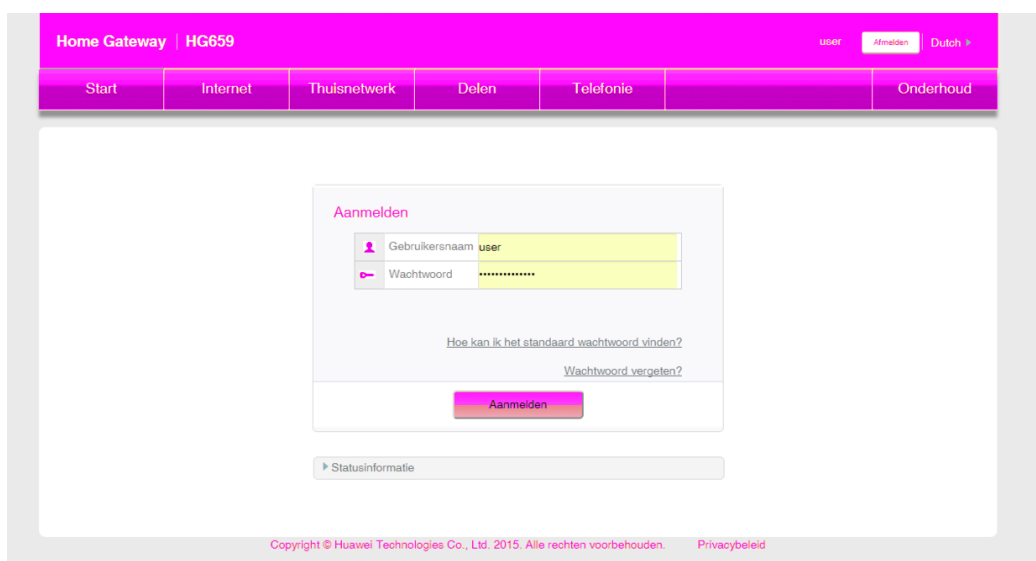 Home Gateway | HG659 user Afmelden Dutch
Start Internet Thuisnetwerk Delen Telefonie Onderhoud
Aanmelden
Gebruikersnaam user
Wachtwoord ••••••••••••••
Hoe kan ik het standaard wachtwoord vinden?
Wachtwoord vergeten?
Aanmelden
Statusinformatie
Copyright © Huawei Technologies Co., Ltd. 2015. Alle rechten voorbehouden. Privacybeleid